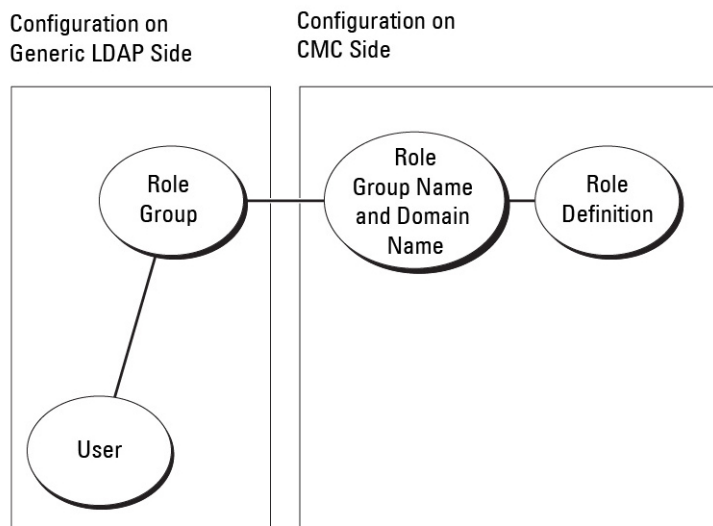 Configuration on
Generic LDAP Side
Configuration on
CMC Side
Role
Group
Role
Group Name
and Domain
Name
Role
Definition
User